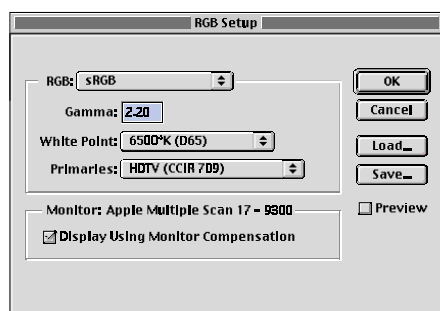 RGB Setup
RGB: sRGB
Gamma: 2.20
White Point: 6500°K (D65)
Primaries: HDTV (CCIR 709)
Monitor: Apple Multiple Scan 17 - 9300
Display Using Monitor Compensation
OK
Cancel
Load...
Save...
Preview